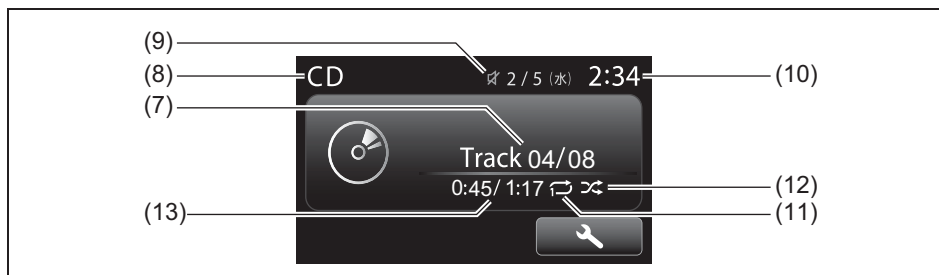 (9)
(8) CD 2 / 5 (水) 2:34 (10)
(7)
Track 04/08
0:45/ 1:17 (12)
(13) (11)